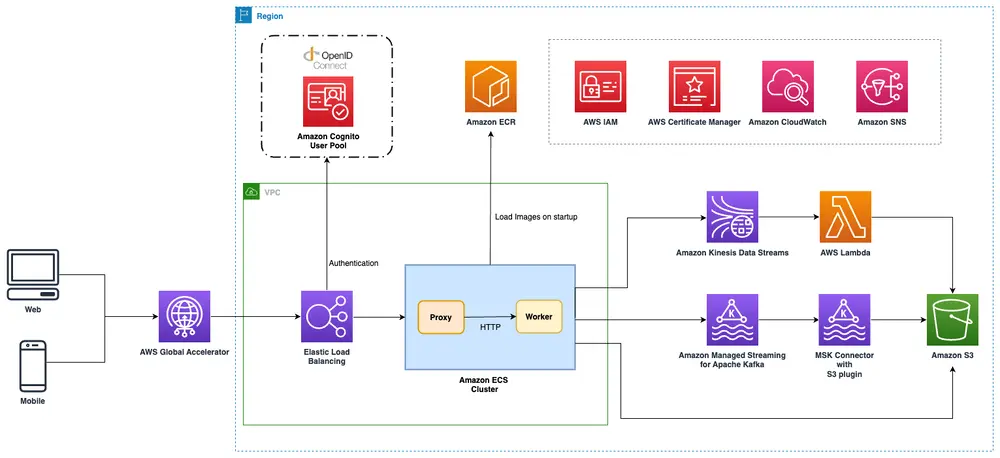 Region
OpenID
Connect
Amazon Cognito
User Pool
Amazon ECR
AWS IAM
AWS Certificate Manager
Amazon CloudWatch
Amazon SNS
VPC
Load Images on startup
Authentication
Amazon Kinesis Data Streams
AWS Lambda
Web
Mobile
AWS Global Accelerator
Elastic Load
Balancing
Proxy
HTTP
Worker
Amazon ECS
Cluster
K
Amazon Managed Streaming
for Apache Kafka
K
MSK Connector
with
S3 plugin
Amazon S3